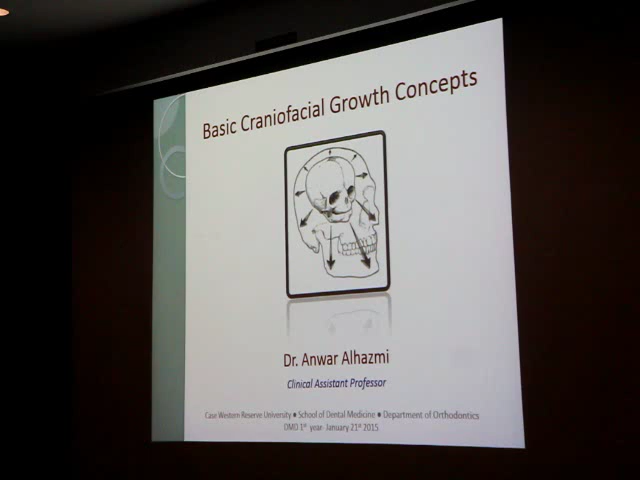 Basic Craniofacial Growth Concepts
Dr. Anwar Alhazmi
Clinical Assistant Professor
Case Western Reserve University ● School of Dental Medicine ● Department of Orthodontics
DMD 1st year- January 21st 2015